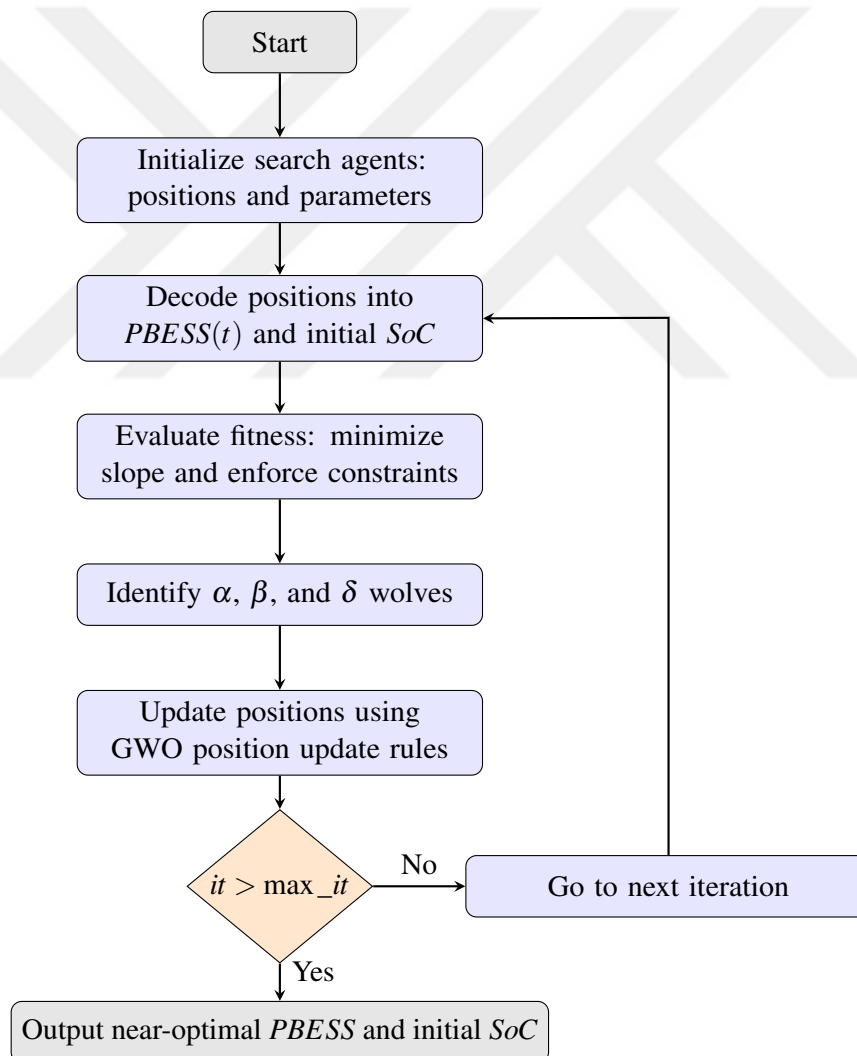 Start
Initialize search agents:
positions and parameters
Decode positions into
PBESS(t) and initial SoC
Evaluate fitness: minimize
slope and enforce constraints
Identify α, β, and δ wolves
Update positions using
GWO position update rules
it > max_it
No
Go to next iteration
Yes
Output near-optimal PBESS and initial SoC